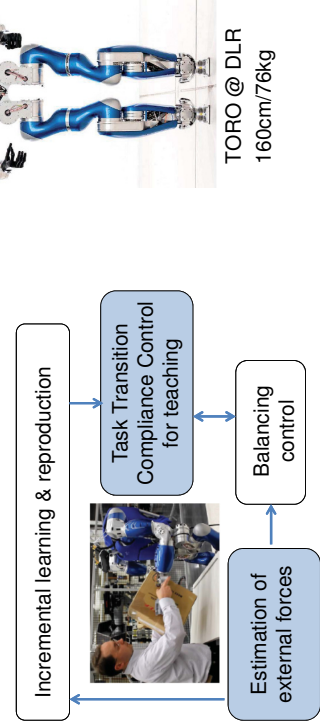 Incremental learning & reproduction
Task Transition
Compliance Control
for teaching
Estimation of
external forces
Balancing
control
TORO @ DLR
160cm/76kg